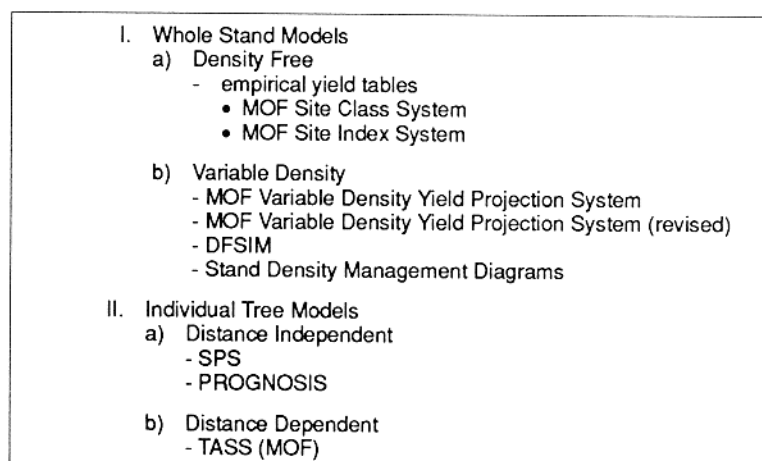 I. Whole Stand Models
a) Density Free
- empirical yield tables
• MOF Site Class System
• MOF Site Index System
b) Variable Density
- MOF Variable Density Yield Projection System
- MOF Variable Density Yield Projection System (revised)
- DFSIM
- Stand Density Management Diagrams
II. Individual Tree Models
a) Distance Independent
- SPS
- PROGNOSIS
b) Distance Dependent
- TASS (MOF)